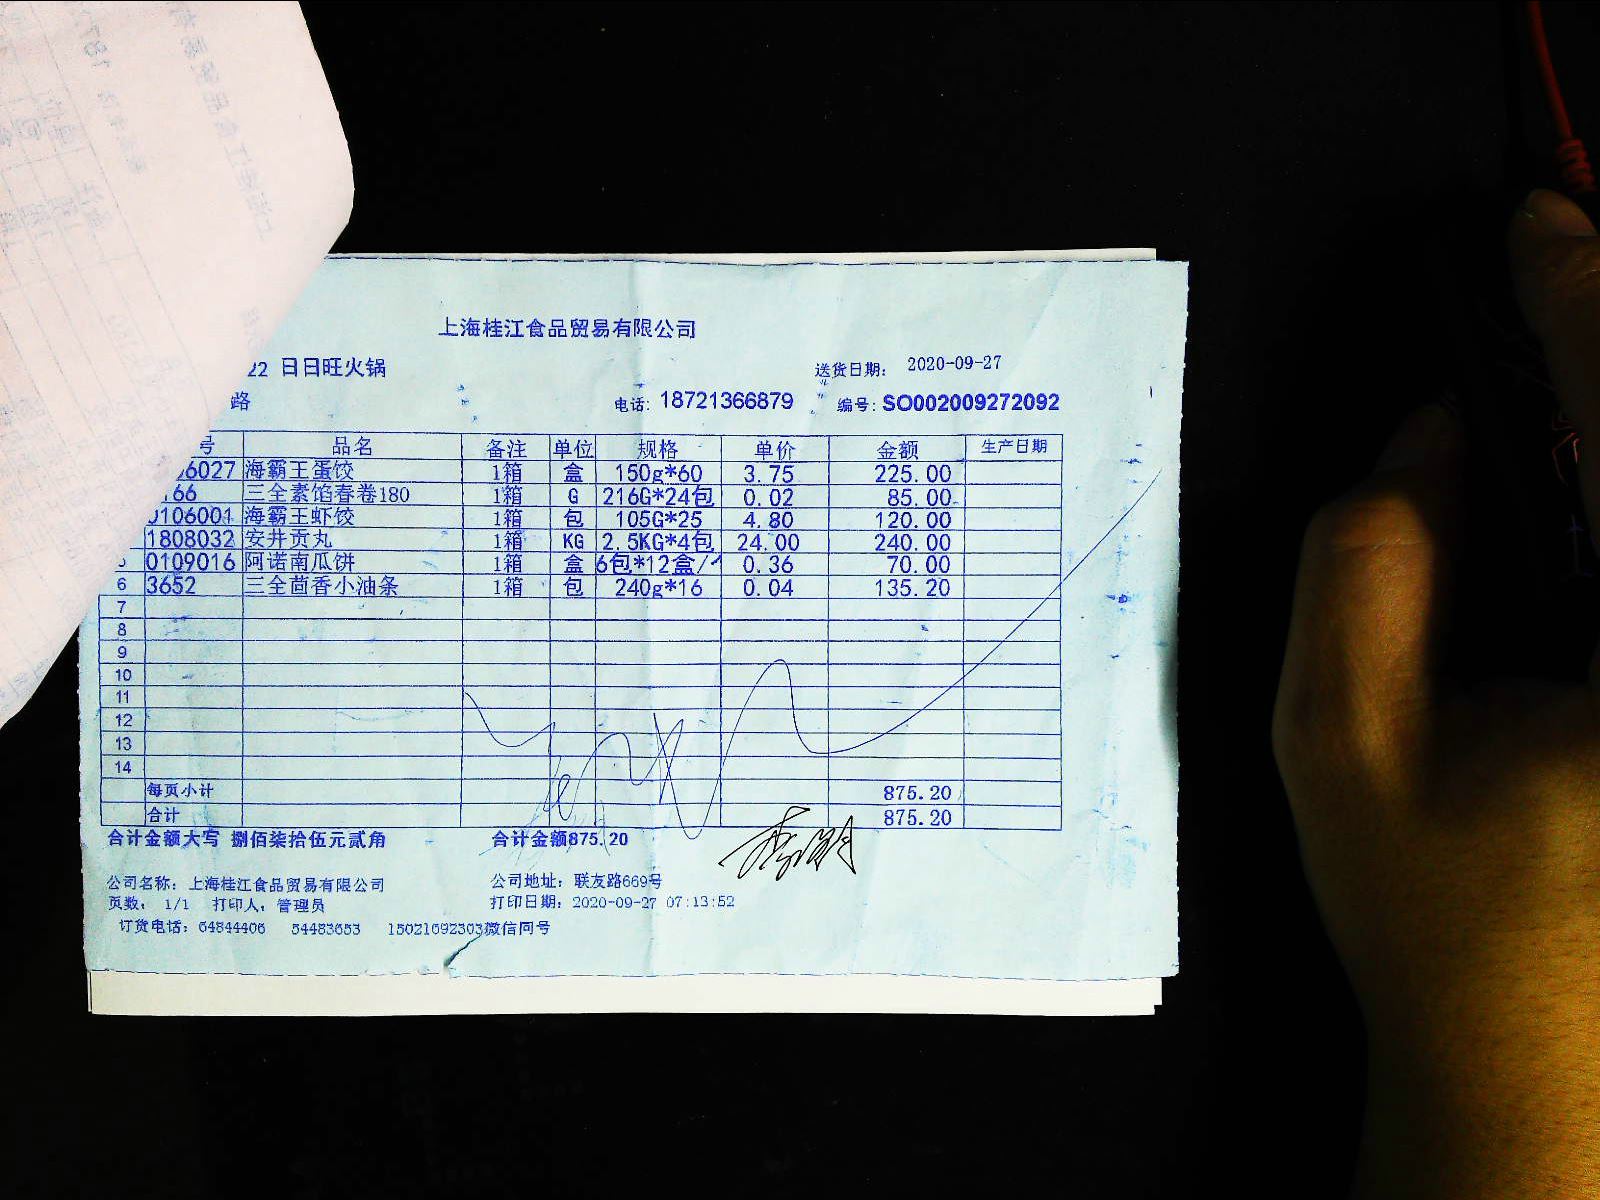 上海桂江食品贸易有限公司
22 日日旺火锅 送货日期: 2020-09-27
路 电话: 18721366879 编号: SO002009272092
号 品名 备注 单位 规格 单价 金额 生产日期
6027 海霸王蛋饺 1箱 盒 150g*60 3.75 225.00
166 三全素馅春卷180 1箱 G 216G*24包 0.02 85.00
0106001 海霸王虾饺 1箱 包 105G*25 4.80 120.00
1808032 安井贡丸 1箱 KG 2.5KG*4包 24.00 240.00
0109016 阿诺南瓜饼 1箱 盒 6包*12盒/ 0.36 70.00
6 3652 三全茴香小油条 1箱 包 240g*16 0.04 135.20
7
8
9
10
11
12
13
14
每页小计 875.20
合计 875.20
合计金额大写 捌佰柒拾伍元贰角 合计金额875.20
公司名称: 上海桂江食品贸易有限公司 公司地址: 联友路669号
页数: 1/1 打印人: 管理员 打印日期: 2020-09-27 07:13:52
订货电话: 64844406 54483653 15021692303微信同号